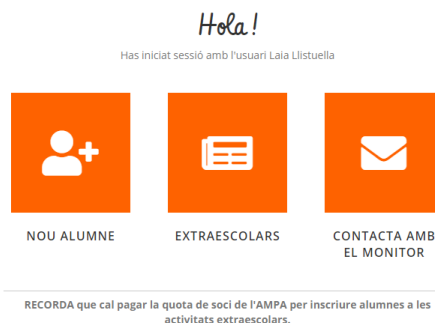 Hola!
Has iniciat sessió amb l'usuari Laia Llistuella
NOU ALUMNE
EXTRAESCOLARS
CONTACTA AMB
EL MONITOR
RECORDA que cal pagar la quota de soci de l'AMPA per inscriure alumnes a les
activitats extraescolars.